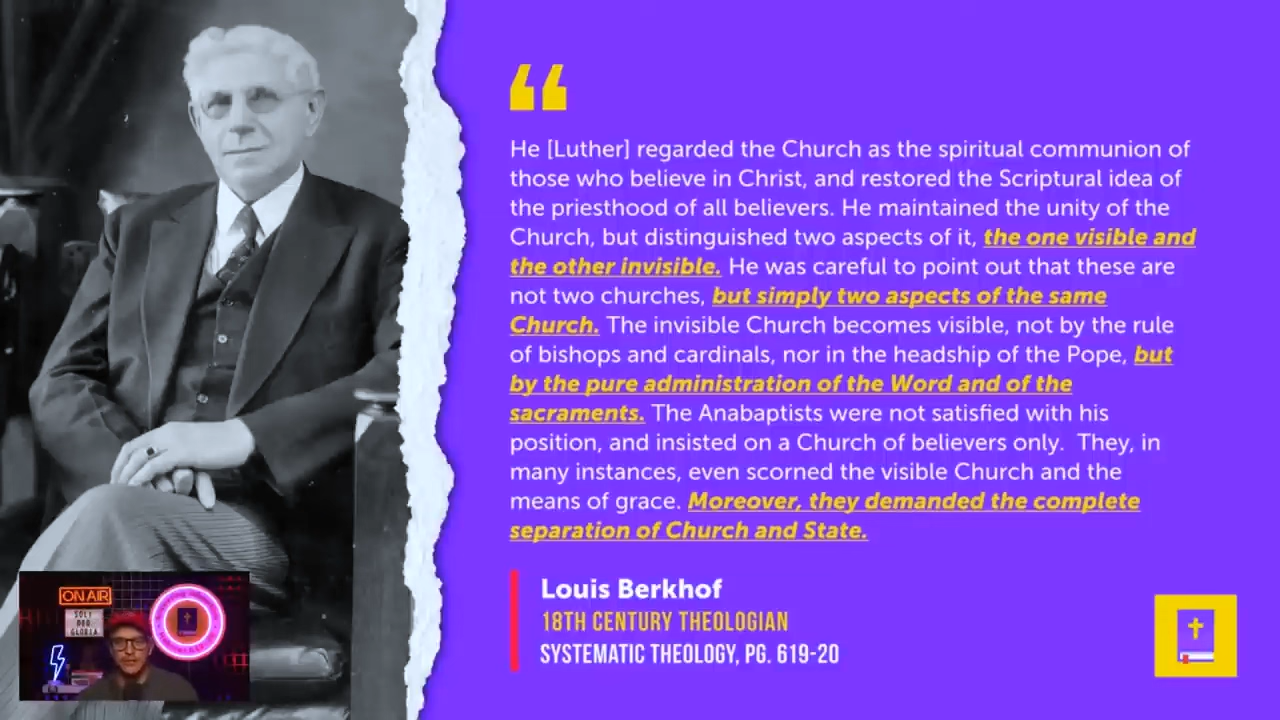 He [Luther] regarded the Church as the spiritual communion of
those who believe in Christ, and restored the Scriptural idea of
the priesthood of all believers. He maintained the unity of the
Church, but distinguished two aspects of it, the one visible and
the other invisible. He was careful to point out that these are
not two churches, but simply two aspects of the same
Church. The invisible Church becomes visible, not by the rule
of bishops and cardinals, nor in the headship of the Pope, but
by the pure administration of the Word and of the
sacraments. The Anabaptists were not satisfied with his
position, and insisted on a Church of believers only. They, in
many instances, even scorned the visible Church and the
means of grace. Moreover, they demanded the complete
separation of Church and State.
Louis Berkhof
18TH CENTURY THEOLOGIAN
SYSTEMATIC THEOLOGY, PG. 619-20
ON AIR
SOLI
DEO
GLORIA